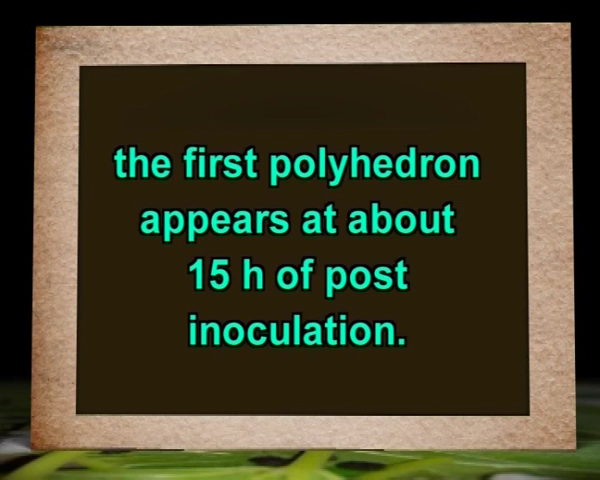 the first polyhedron
appears at about
15 h of post
inoculation.